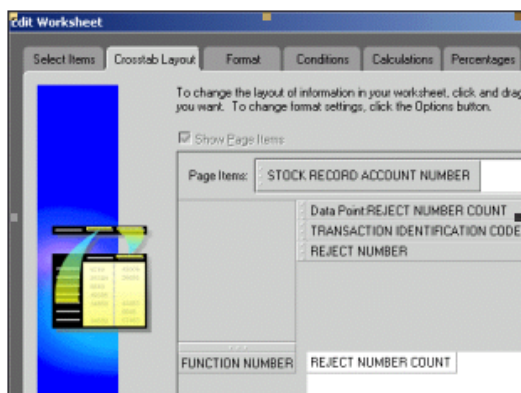 Edit Worksheet
Select Items Crosstab Layout Format Conditions Calculations Percentages
To change the layout of information in your worksheet, click and drag
you want. To change format settings, click the Options button.
Show Page Items
Page Items: STOCK RECORD ACCOUNT NUMBER
Data Point:REJECT NUMBER COUNT
TRANSACTION IDENTIFICATION CODE
REJECT NUMBER
FUNCTION NUMBER REJECT NUMBER COUNT